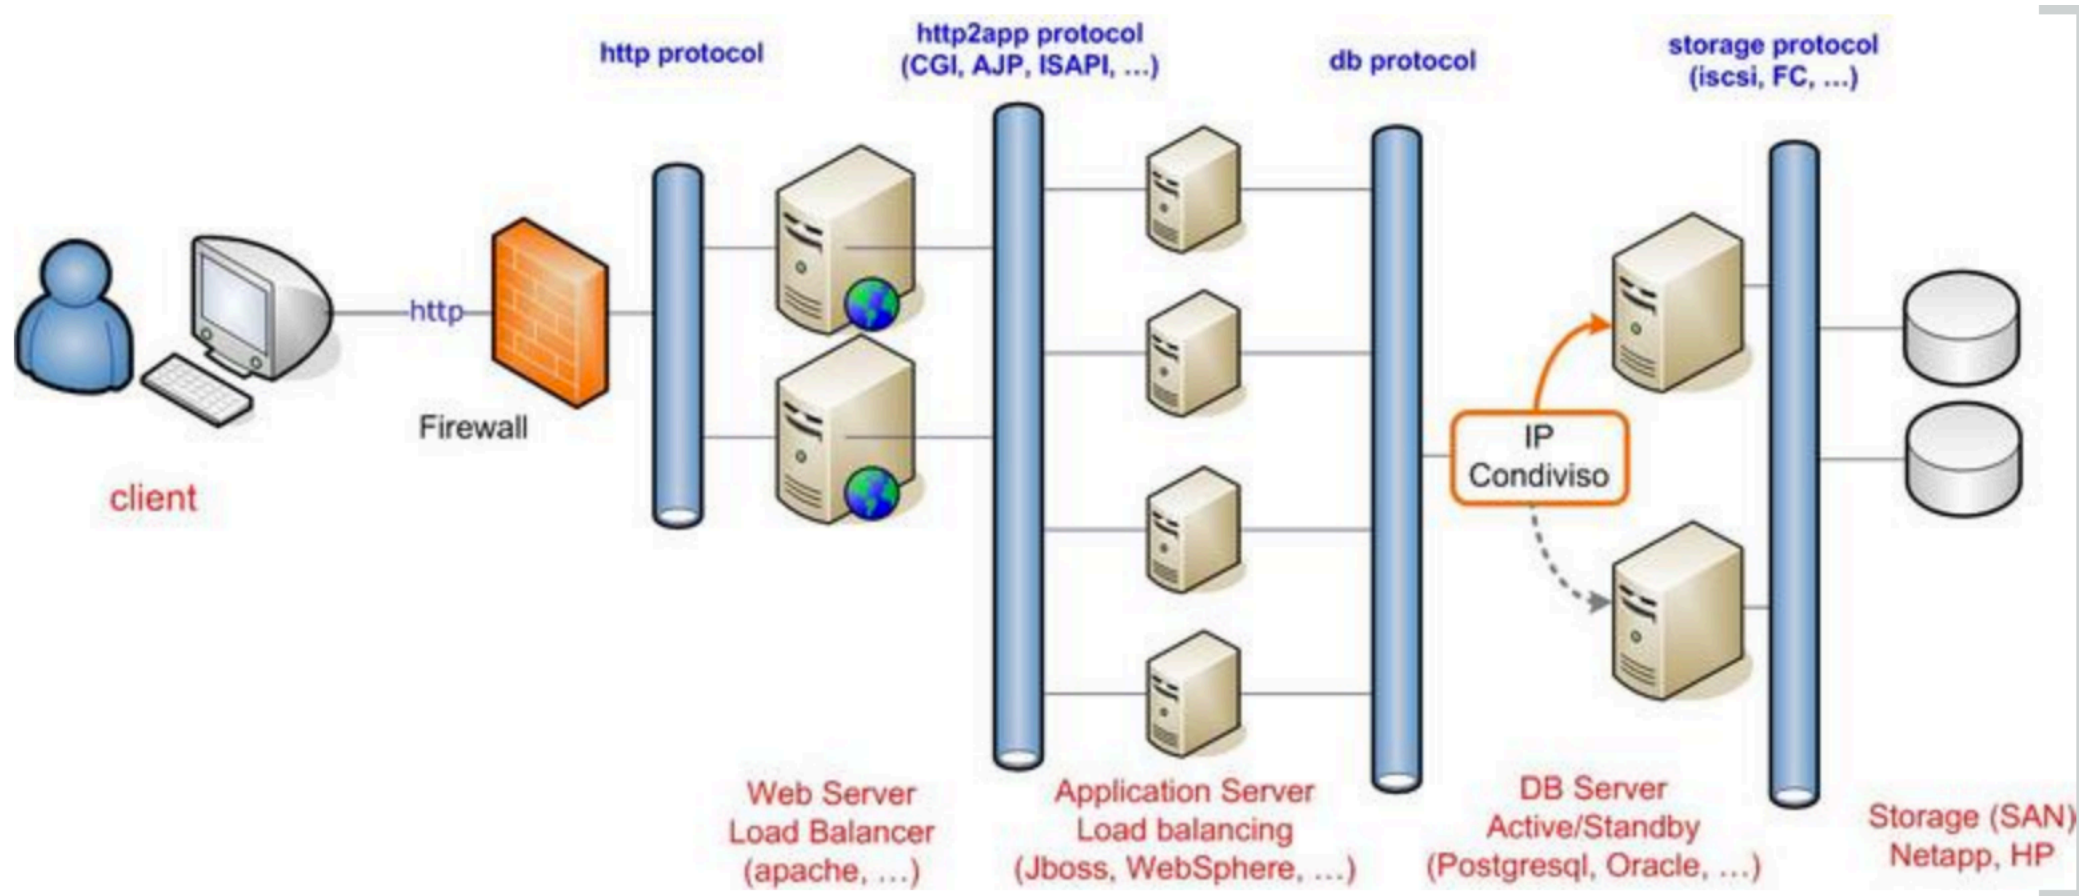 http protocol
http2app protocol
(CGI, AJP, ISAPI, ...)
db protocol
storage protocol
(iscsi, FC, ...)
http
Firewall
client
IP
Condiviso
Web Server
Load Balancer
(apache, ...)
Application Server
Load balancing
(Jboss, WebSphere, ...)
DB Server
Active/Standby
(Postgresql, Oracle, ...)
Storage (SAN)
Netapp, HP